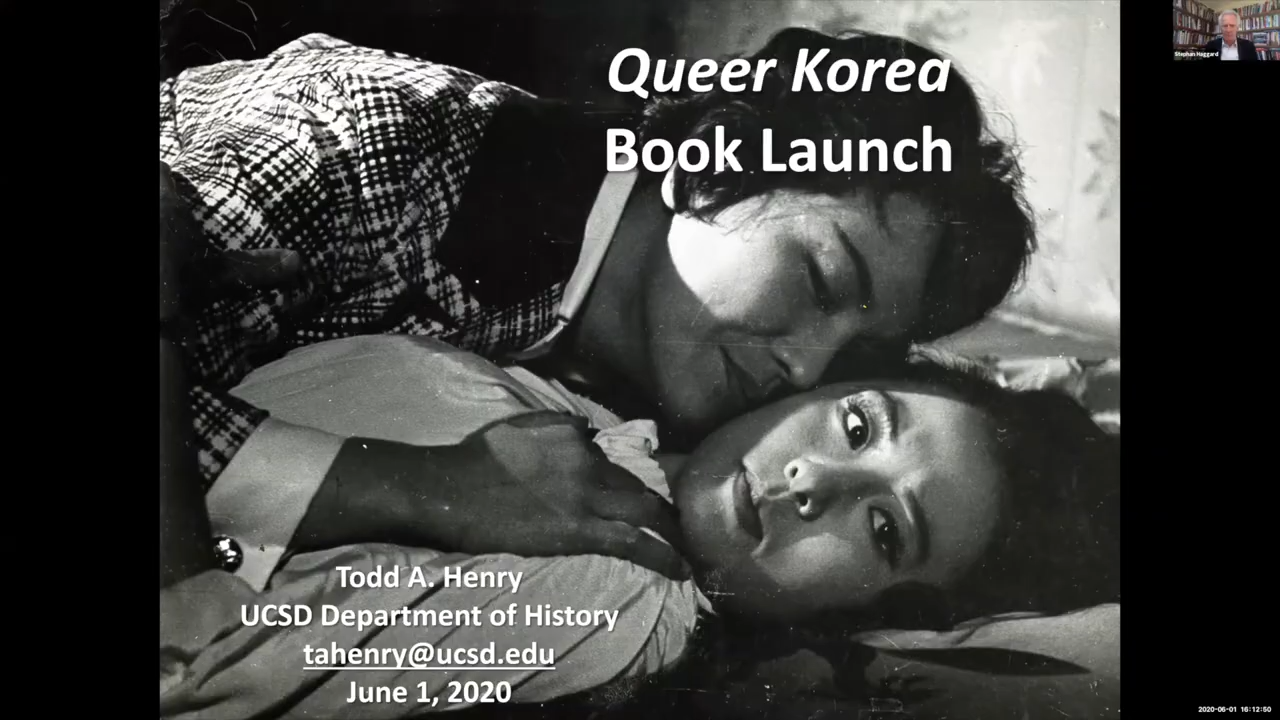 Queer Korea
Book Launch
Stephan Haggard
Todd A. Henry
UCSD Department of History
tahenry@ucsd.edu
June 1, 2020
2020-06-01 16:12:50